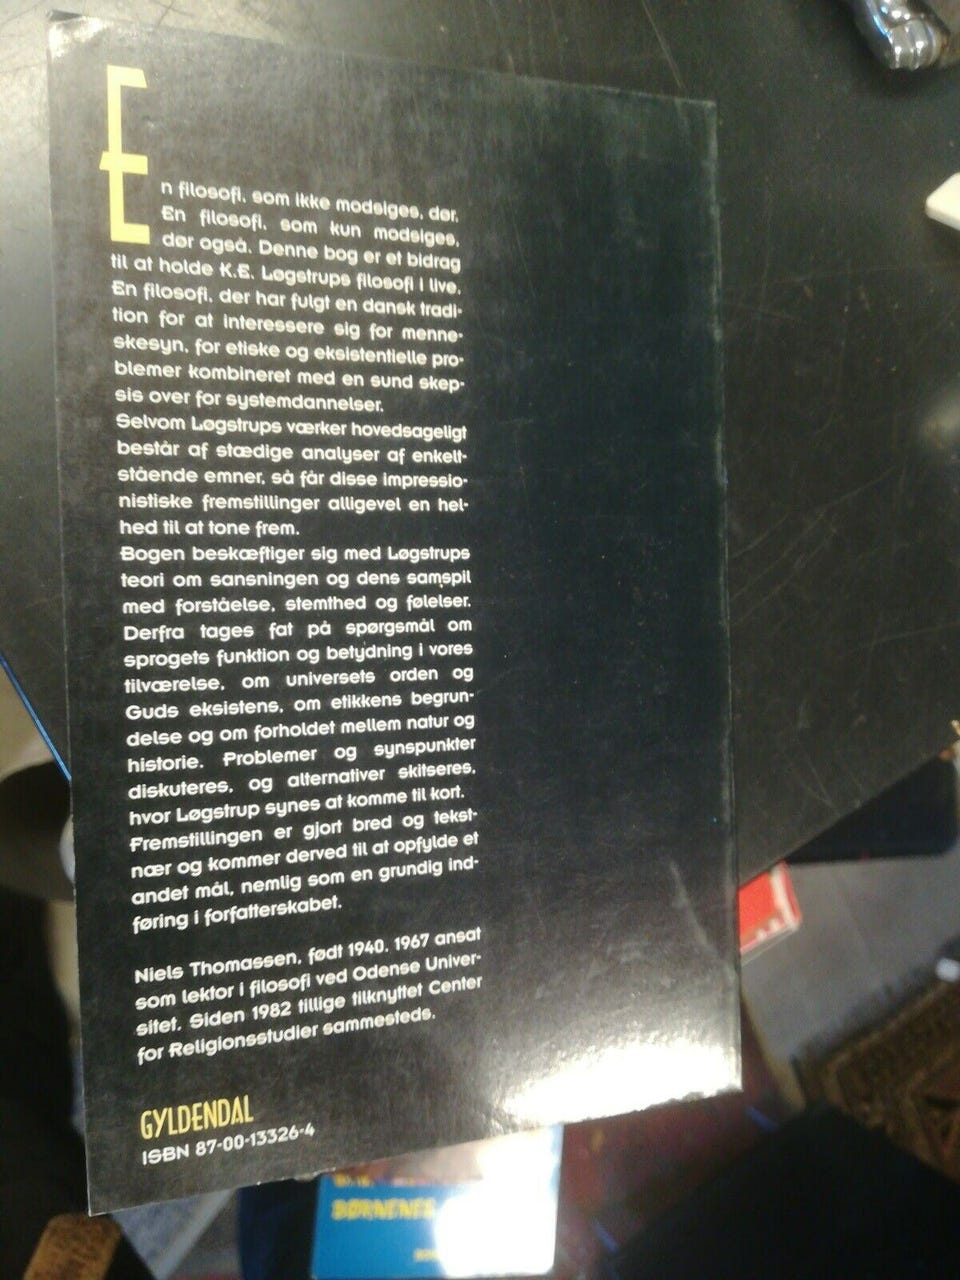 En filosofi, som ikke modsiges, dør.
En filosofi, som kun modsiges,
dør også. Denne bog er et bidrag
til at holde K.E. Løgstrups filosofi i live.
En filosofi, der har fulgt en dansk tradi-
tion for at interessere sig for menne-
skesyn, for etiske og eksistentielle pro-
blemer kombineret med en sund skep-
sis over for systemdannelser.
Selvom Løgstrups værker hovedsageligt
består af stædige analyser af enkelt-
stående emner, så får disse impressio-
nistiske fremstillinger alligevel en hel-
hed til at tone frem.
Bogen beskæftiger sig med Løgstrups
teori om sansningen og dens samspil
med forståelse, stemthed og følelser.
Derfra tages fat på spørgsmål om
sprogets funktion og betydning i vores
tilværelse, om universets orden og
Guds eksistens, om etikkens begrun-
delse og om forholdet mellem natur og
historie. Problemer og synspunkter
diskuteres, og alternativer skitseres,
hvor Løgstrup synes at komme til kort.
Fremstillingen er gjort bred og tekst-
nær og kommer derved til at opfylde et
andet mål, nemlig som en grundig ind-
føring i forfatterskabet.
Niels Thomassen, født 1940. 1967 ansat
som lektor i filosofi ved Odense Univer-
sitet. Siden 1982 tillige tilknyttet Center
for Religionsstudier sammesteds.
GYLDENDAL
ISBN 87-00-13326-4
BØRNENES